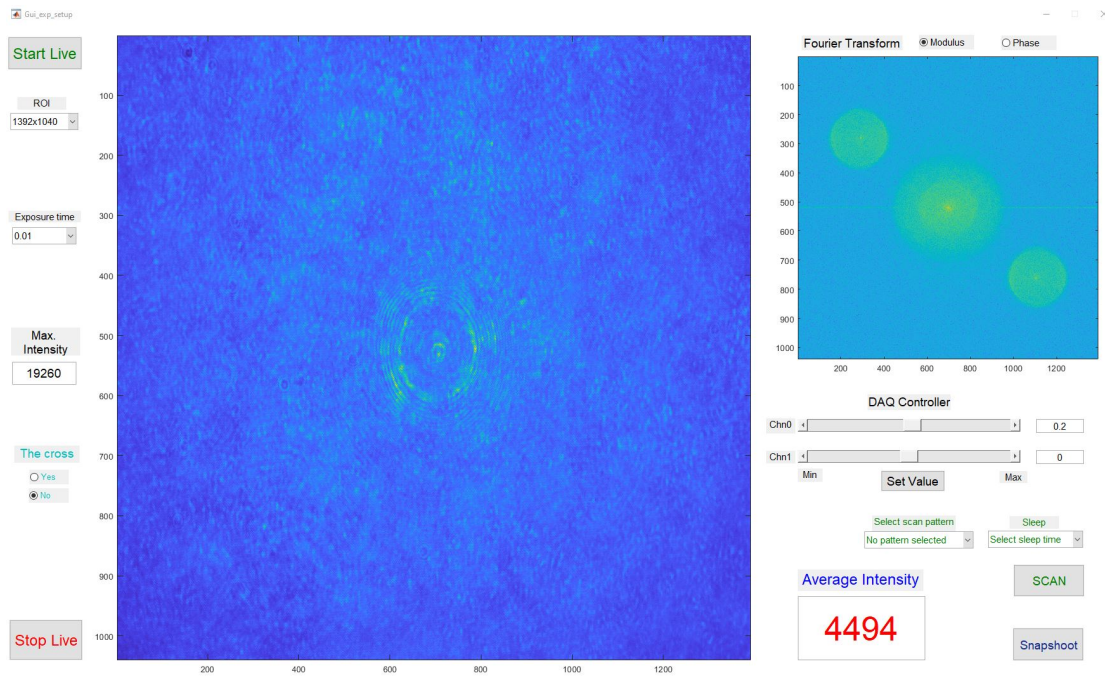 Gui_exp_setup
Start Live
ROI
1392x1040
Exposure time
0.01
Max.
Intensity
19260
The cross
Yes
No
Stop Live
100
200
300
400
500
600
700
800
900
1000
200
400
600
800
1000
1200
Fourier Transform
Modulus
Phase
100
200
300
400
500
600
700
800
900
1000
200
400
600
800
1000
1200
DAQ Controller
Chn0
0.2
Chn1
0
Min
Set Value
Max
Select scan pattern
Sleep
No pattern selected
Select sleep time
Average Intensity
SCAN
4494
Snapshoot